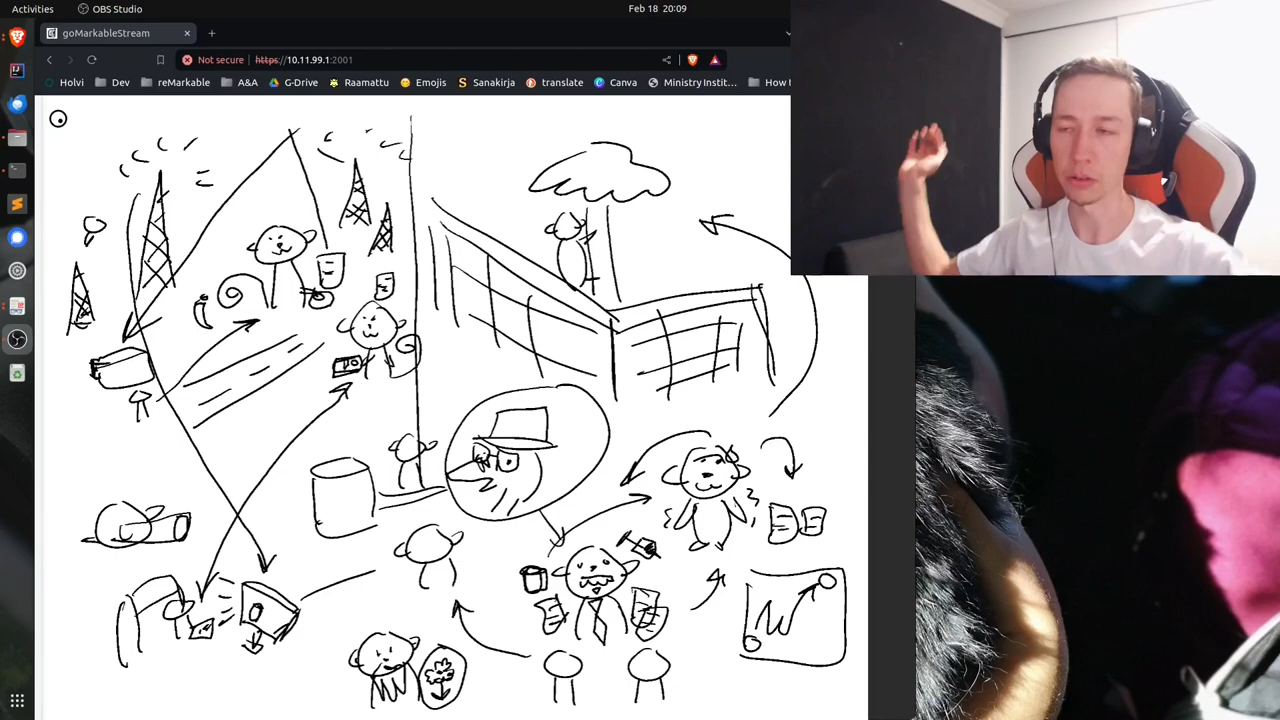 Activities
OBS Studio
Feb 18 20:09
goMarkableStream
Not secure
https://10.11.99.1:2001
Holvi
Dev
reMarkable
A&A
G-Drive
Raamattu
Emojis
Sanakirja
translate
Canva
Ministry Instit...
How t